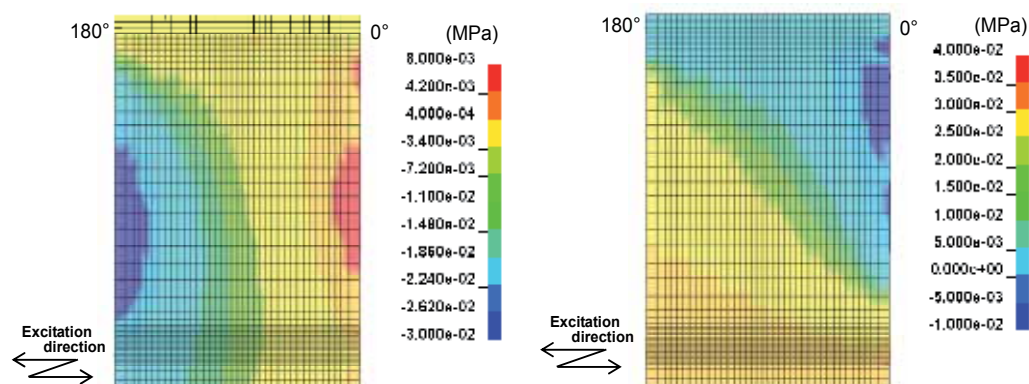 180°
0°
(MPa)
8.000e-03
4.200e-03
4.000e-04
-3.400e-03
-7.200e-03
-1.100e-02
-1.480e-02
-1.860e-02
-2.240e-02
-2.620e-02
-3.000e-02
Excitation
direction
180°
0°
(MPa)
4.000e-02
3.500e-02
3.000e-02
2.500e-02
2.000e-02
1.500e-02
1.000e-02
5.000e-03
0.000e+00
-5.000e-03
-1.000e-02
Excitation
direction